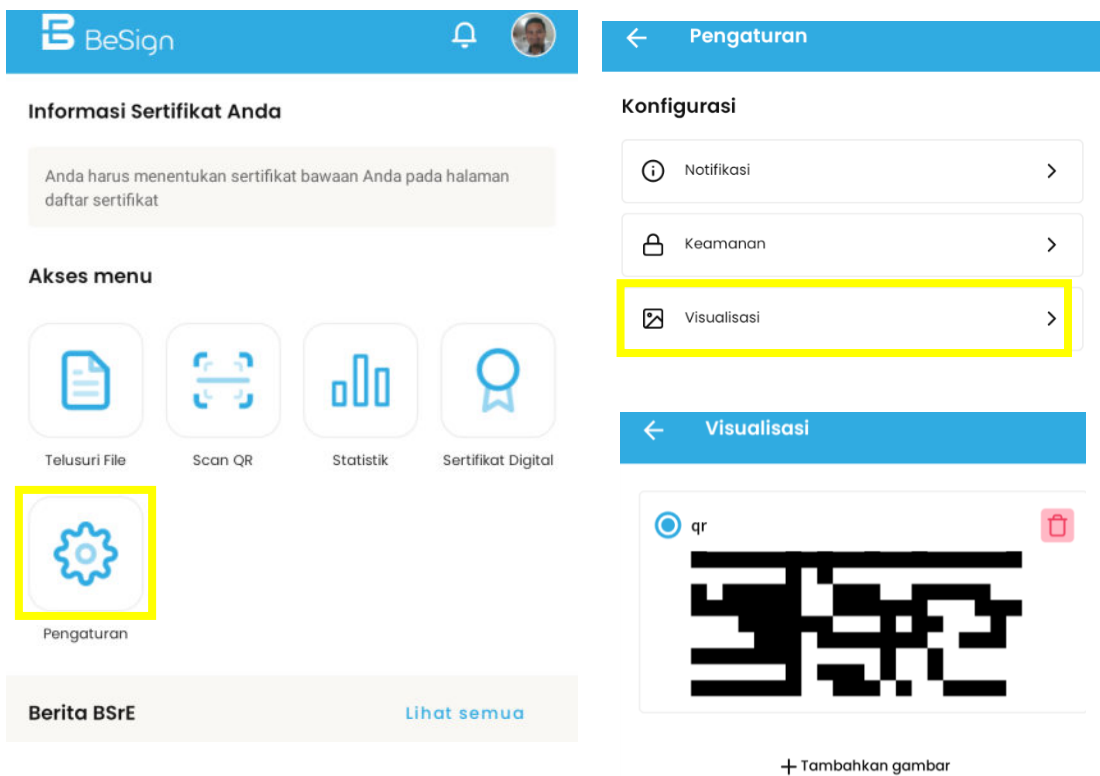 BeSign
Informasi Sertifikat Anda
Anda harus menentukan sertifikat bawaan Anda pada halaman
daftar sertifikat
Akses menu
Telusuri File
Scan QR
Statistik
Sertifikat Digital
Pengaturan
Berita BSrE
Lihat semua
Pengaturan
Konfigurasi
Notifikasi
Keamanan
Visualisasi
Visualisasi
qr
+ Tambahkan gambar